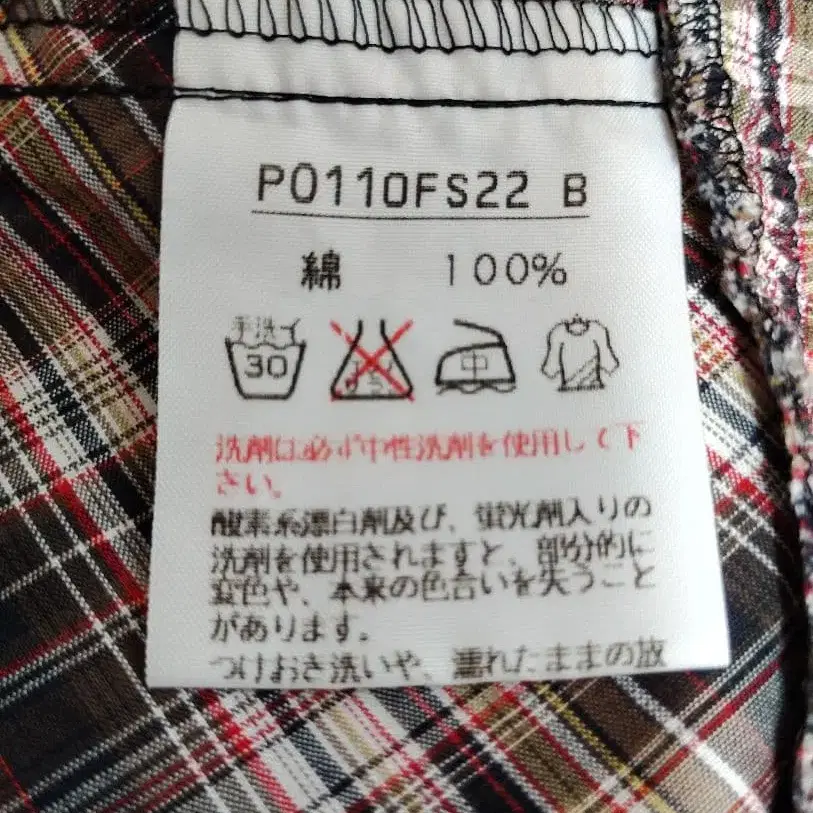 P0110FS22 B
綿 100%
手洗イ
30
中
洗剤は必ず中性洗剤を使用して下
さい。
酸素系漂白剤及び、蛍光剤入りの
洗剤を使用されますと、部分的に
変色や、本来の色合いを失うこと
があります。
つけおき洗いや、濡れたままの放